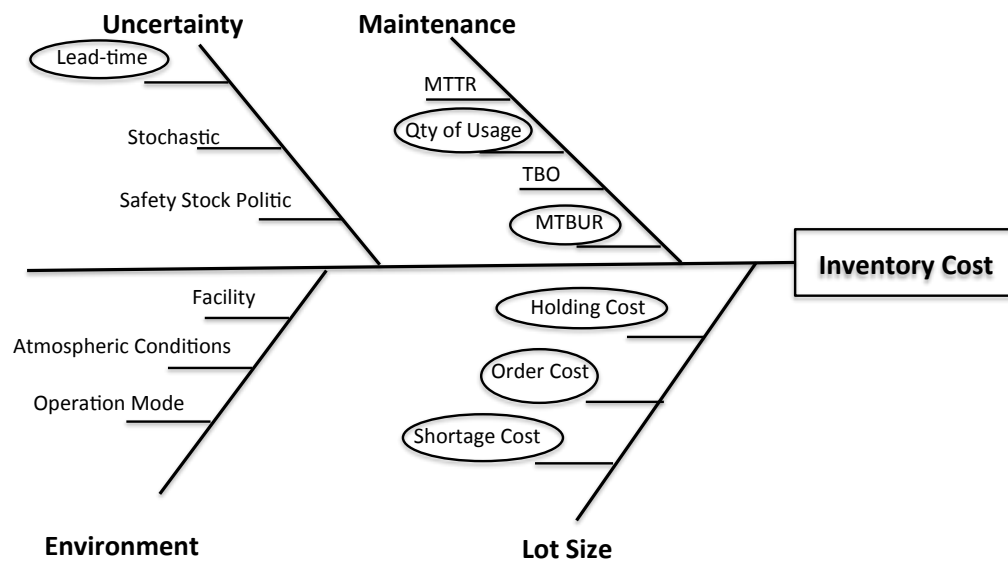 Uncertainty
Maintenance
Lead-time
MTTR
Qty of Usage
Stochastic
TBO
Safety Stock Politic
MTBUR
Inventory Cost
Facility
Holding Cost
Atmospheric Conditions
Order Cost
Operation Mode
Shortage Cost
Environment
Lot Size